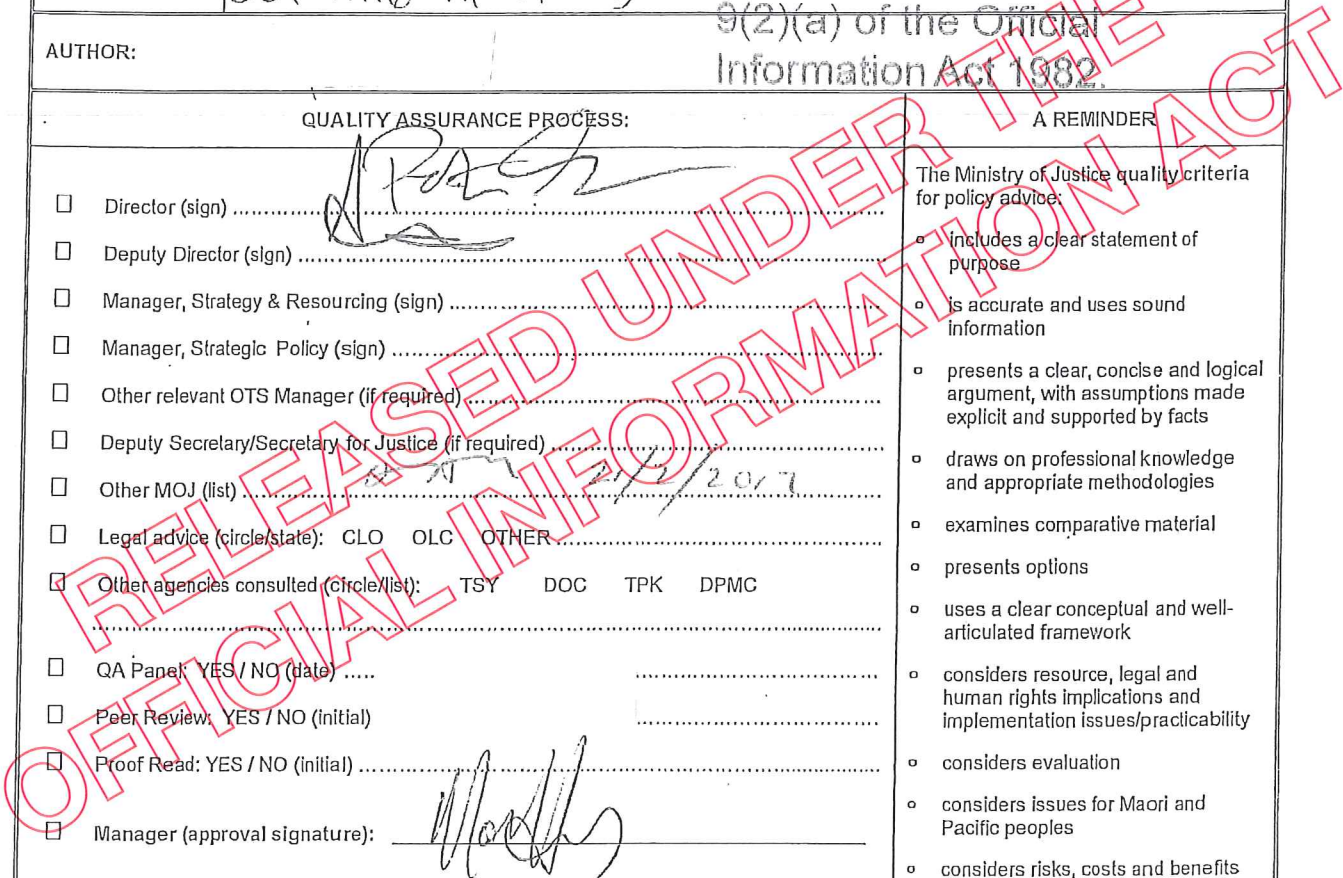 9(2)(a) of the Official
AUTHOR:
Information Act 1982.
QUALITY ASSURANCE PROCESS:
A REMINDER
Director (sign)
Deputy Director (sign)
Manager, Strategy & Resourcing (sign)
Manager, Strategic Policy (sign)
Other relevant OTS Manager (if required)
Deputy Secretary/Secretary for Justice (if required)
Other MOJ (list) 21/2/2017
Legal advice (circle/state): CLO OLC OTHER
Other agencies consulted (circle/list): TSY DOC TPK DPMC
QA Panel: YES / NO (date) .....
Peer Review: YES / NO (initial)
Proof Read: YES / NO (initial)
Manager (approval signature):
The Ministry of Justice quality criteria
for policy advice:
includes a clear statement of
purpose
is accurate and uses sound
information
presents a clear, concise and logical
argument, with assumptions made
explicit and supported by facts
draws on professional knowledge
and appropriate methodologies
examines comparative material
presents options
uses a clear conceptual and well-
articulated framework
considers resource, legal and
human rights implications and
implementation issues/practicability
considers evaluation
considers issues for Maori and
Pacific peoples
considers risks, costs and benefits
RELEASED UNDER THE
OFFICIAL INFORMATION ACT